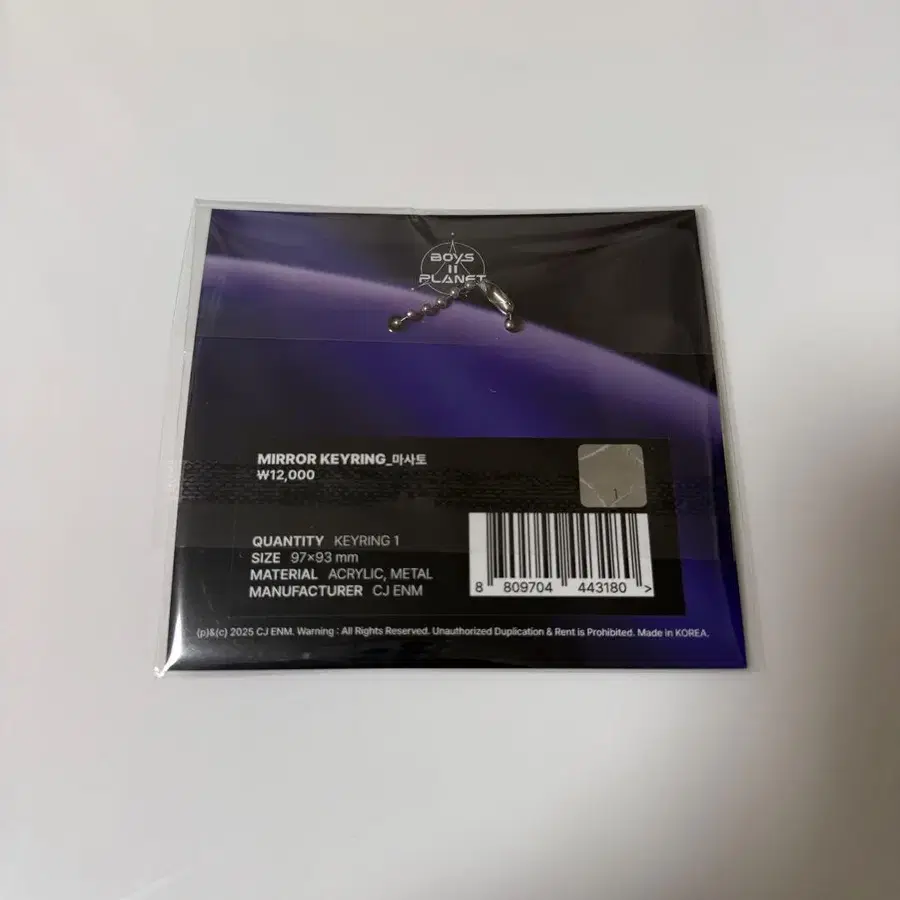 BOYS
II
PLANET
MIRROR KEYRING_마사토
₩12,000
1
QUANTITY KEYRING 1
SIZE 97×93 mm
MATERIAL ACRYLIC, METAL
MANUFACTURER CJ ENM
8 809704 443180 >
(p)&(c) 2025 CJ ENM. Warning : All Rights Reserved. Unauthorized Duplication & Rent is Prohibited. Made in KOREA.